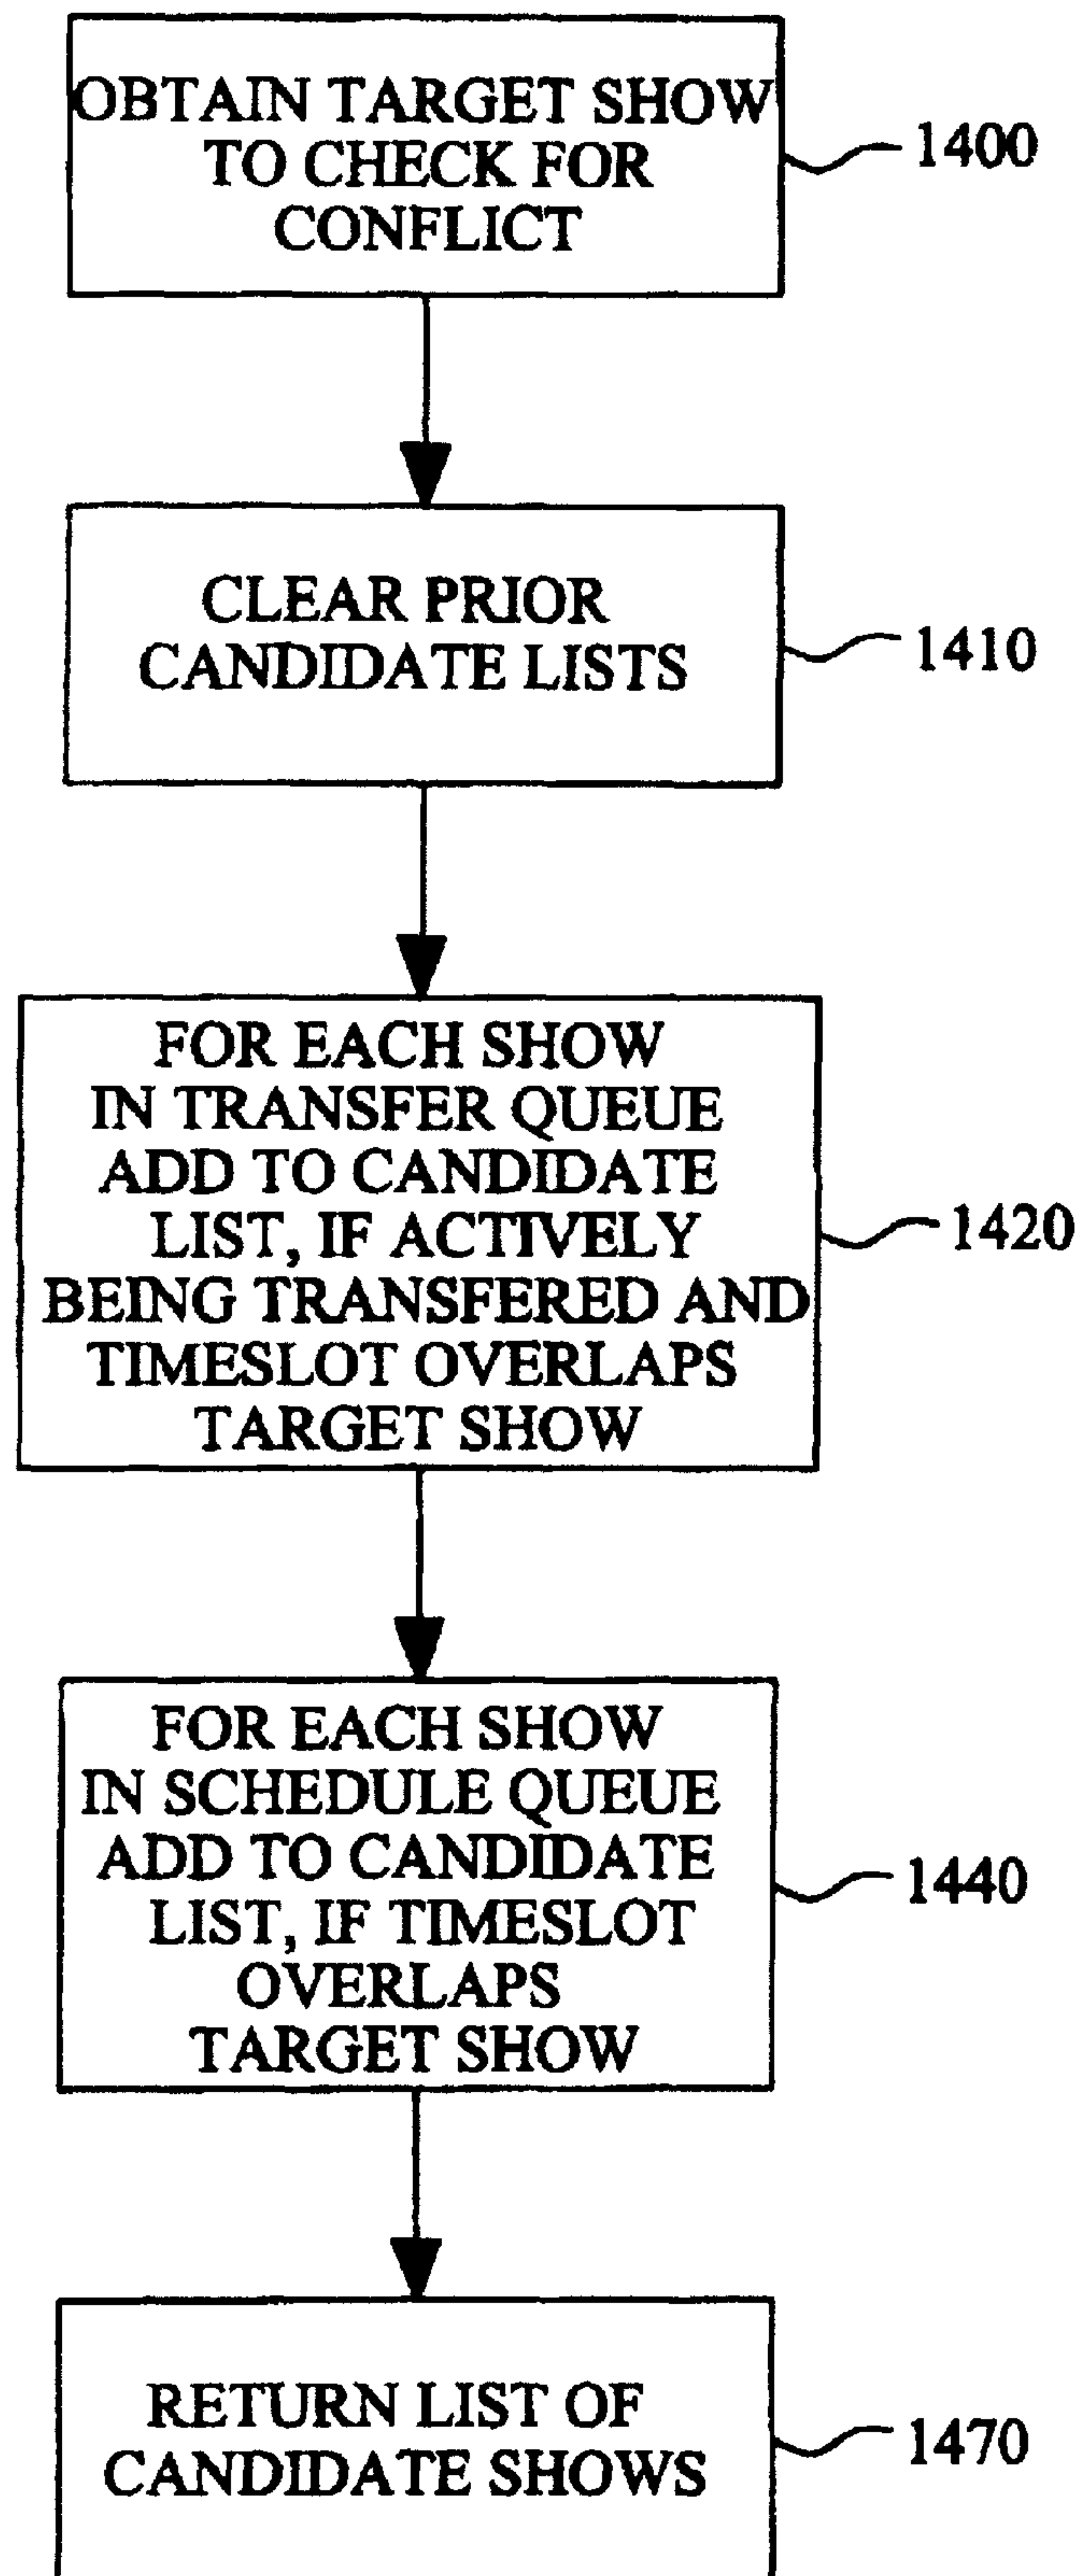 OBTAIN TARGET SHOW
TO CHECK FOR
CONFLICT
1400
CLEAR PRIOR
CANDIDATE LISTS
1410
FOR EACH SHOW
IN TRANSFER QUEUE
ADD TO CANDIDATE
LIST, IF ACTIVELY
BEING TRANSFERED AND
TIMESLOT OVERLAPS
TARGET SHOW
1420
FOR EACH SHOW
IN SCHEDULE QUEUE
ADD TO CANDIDATE
LIST, IF TIMESLOT
OVERLAPS
TARGET SHOW
1440
RETURN LIST OF
CANDIDATE SHOWS
1470